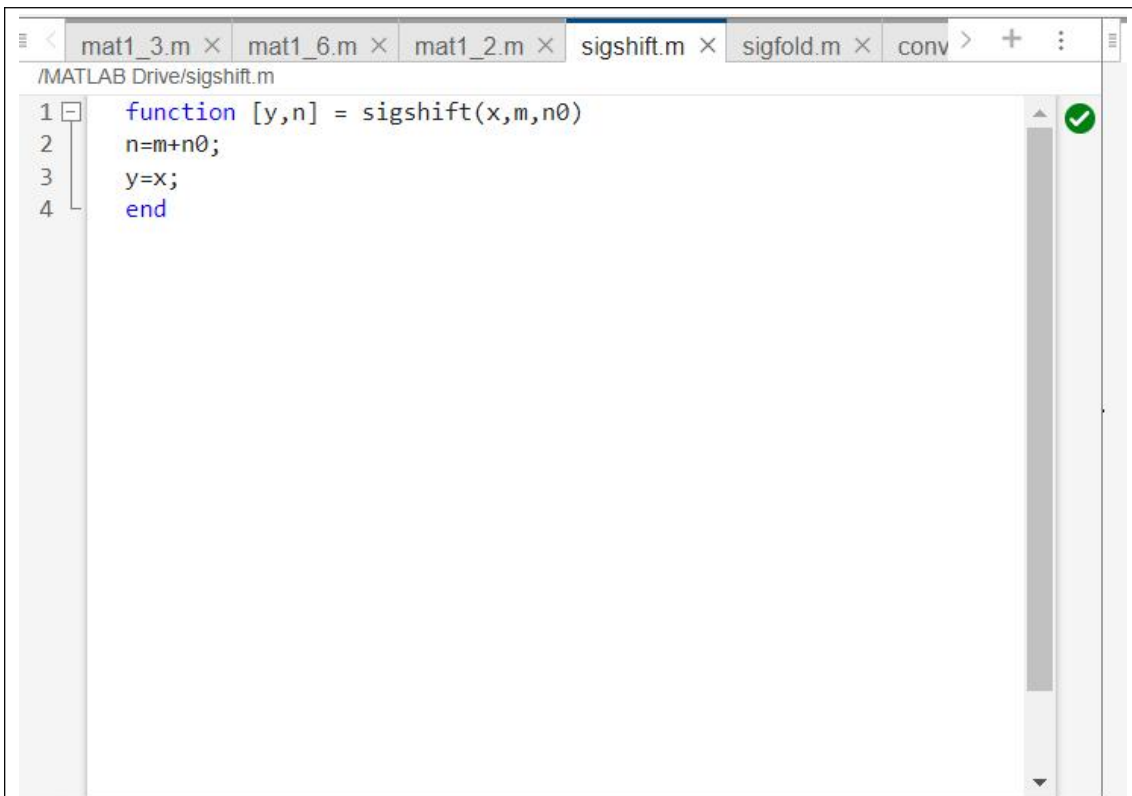 mat1_3.m × mat1_6.m × mat1_2.m × sigshift.m × sigfold.m × conv
/MATLAB Drive/sigshift.m
1 function [y,n] = sigshift(x,m,n0)
2 n=m+n0;
3 y=x;
4 end